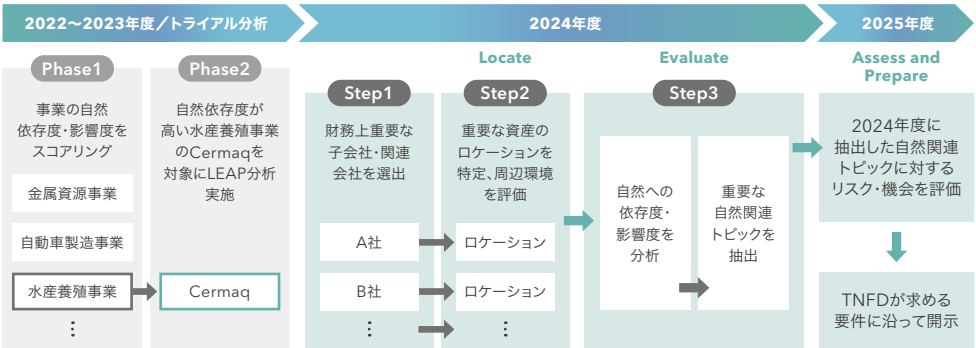 2022〜2023年度／トライアル分析
2024年度
2025年度
Locate
Evaluate
Assess and
Prepare
Phase1
事業の自然
依存度・影響度を
スコアリング
金属資源事業
自動車製造事業
水産養殖事業
⋮
Phase2
自然依存度が
高い水産養殖事業
のCermaqを
対象にLEAP分析
実施
Cermaq
Step1
財務上重要な
子会社・関連
会社を選出
A社
B社
⋮
Step2
重要な資産の
ロケーションを
特定、周辺環境
を評価
ロケーション
ロケーション
⋮
Step3
自然への
依存度・
影響度を
分析
重要な
自然関連
トピックを
抽出
2024年度に
抽出した自然関連
トピックに対する
リスク・機会を評価
TNFDが求める
要件に沿って開示